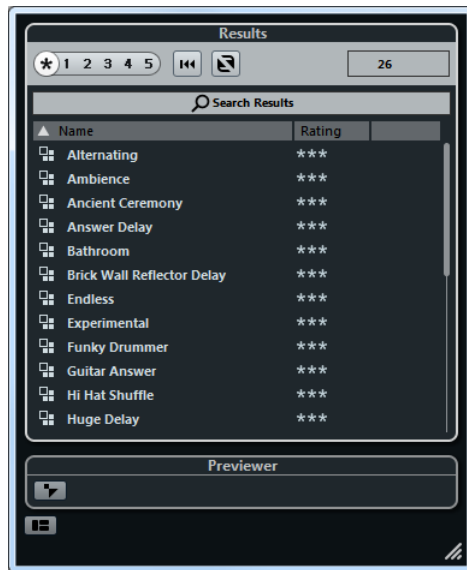 Results
* 1 2 3 4 5 26
Search Results
Name Rating
Alternating ***
Ambience ***
Ancient Ceremony ***
Answer Delay ***
Bathroom ***
Brick Wall Reflector Delay ***
Endless ***
Experimental ***
Funky Drummer ***
Guitar Answer ***
Hi Hat Shuffle ***
Huge Delay ***
Previewer